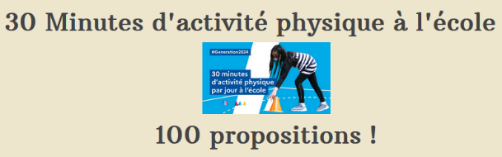 30 Minutes d'activité physique à l'école
#Generation2024
30 minutes
d'activité physique
par jour à l'école
100 propositions !